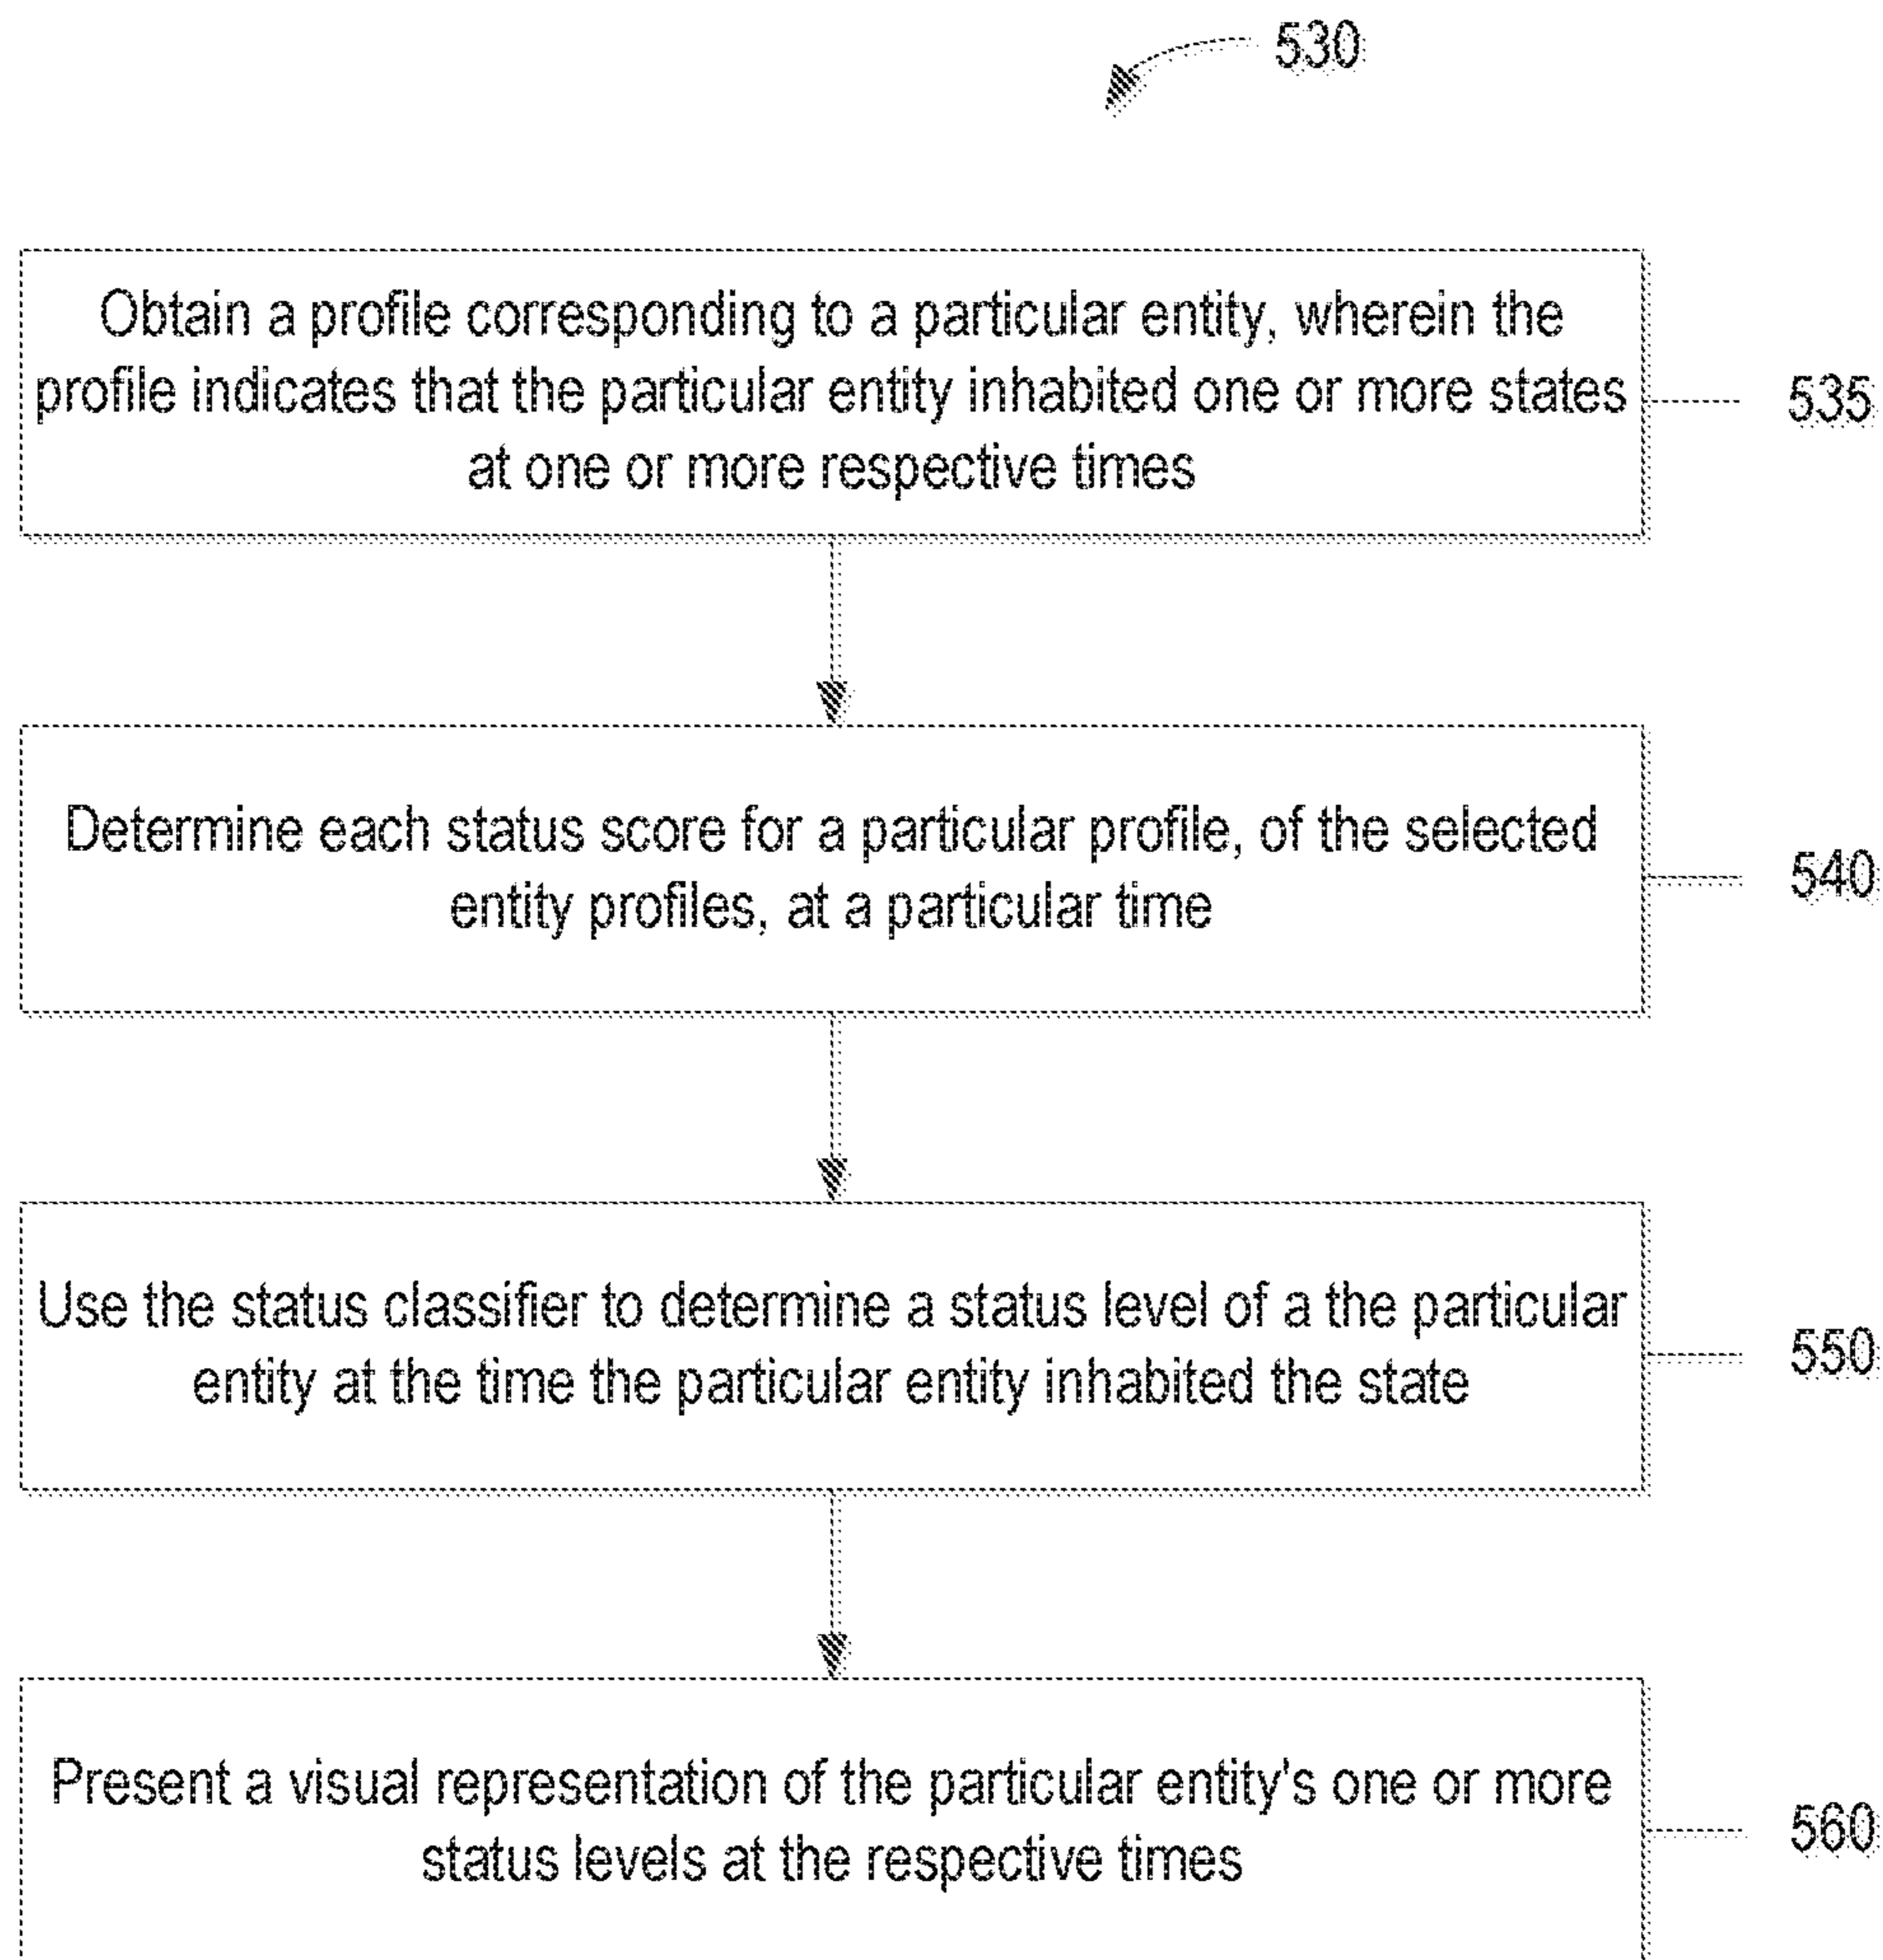 530
Obtain a profile corresponding to a particular entity, wherein the
profile indicates that the particular entity inhabited one or more states
at one or more respective times
535
Determine each status score for a particular profile, of the selected
entity profiles, at a particular time
540
Use the status classifier to determine a status level of a the particular
entity at the time the particular entity inhabited the state
550
Present a visual representation of the particular entity's one or more
status levels at the respective times
560